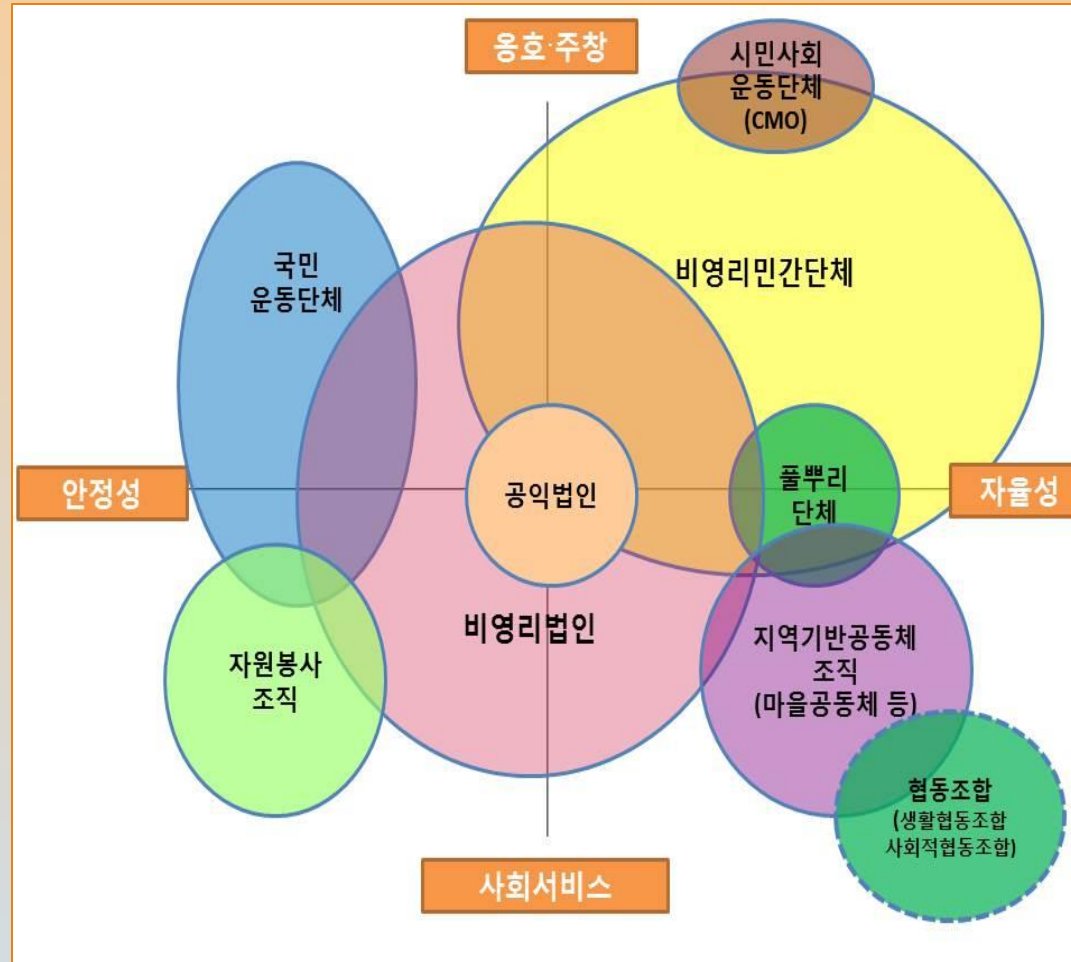 옹호·주창
시민사회
운동단체
(CMO)
국민
운동단체
비영리민간단체
안정성
공익법인
풀뿌리
단체
자율성
비영리법인
자원봉사
조직
지역기반공동체
조직
(마을공동체 등)
협동조합
(생활협동조합
사회적협동조합)
사회서비스